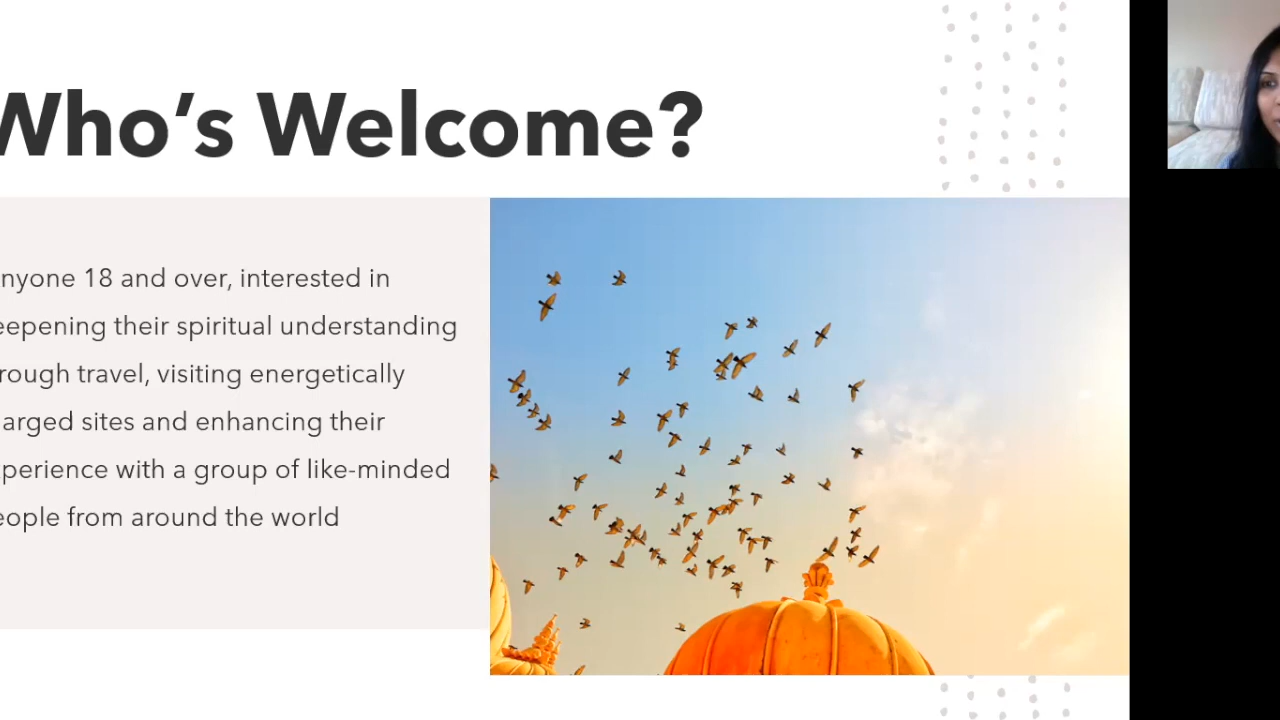 Who's Welcome?
nyone 18 and over, interested in
eepening their spiritual understanding
rough travel, visiting energetically
arged sites and enhancing their
perience with a group of like-minded
eople from around the world